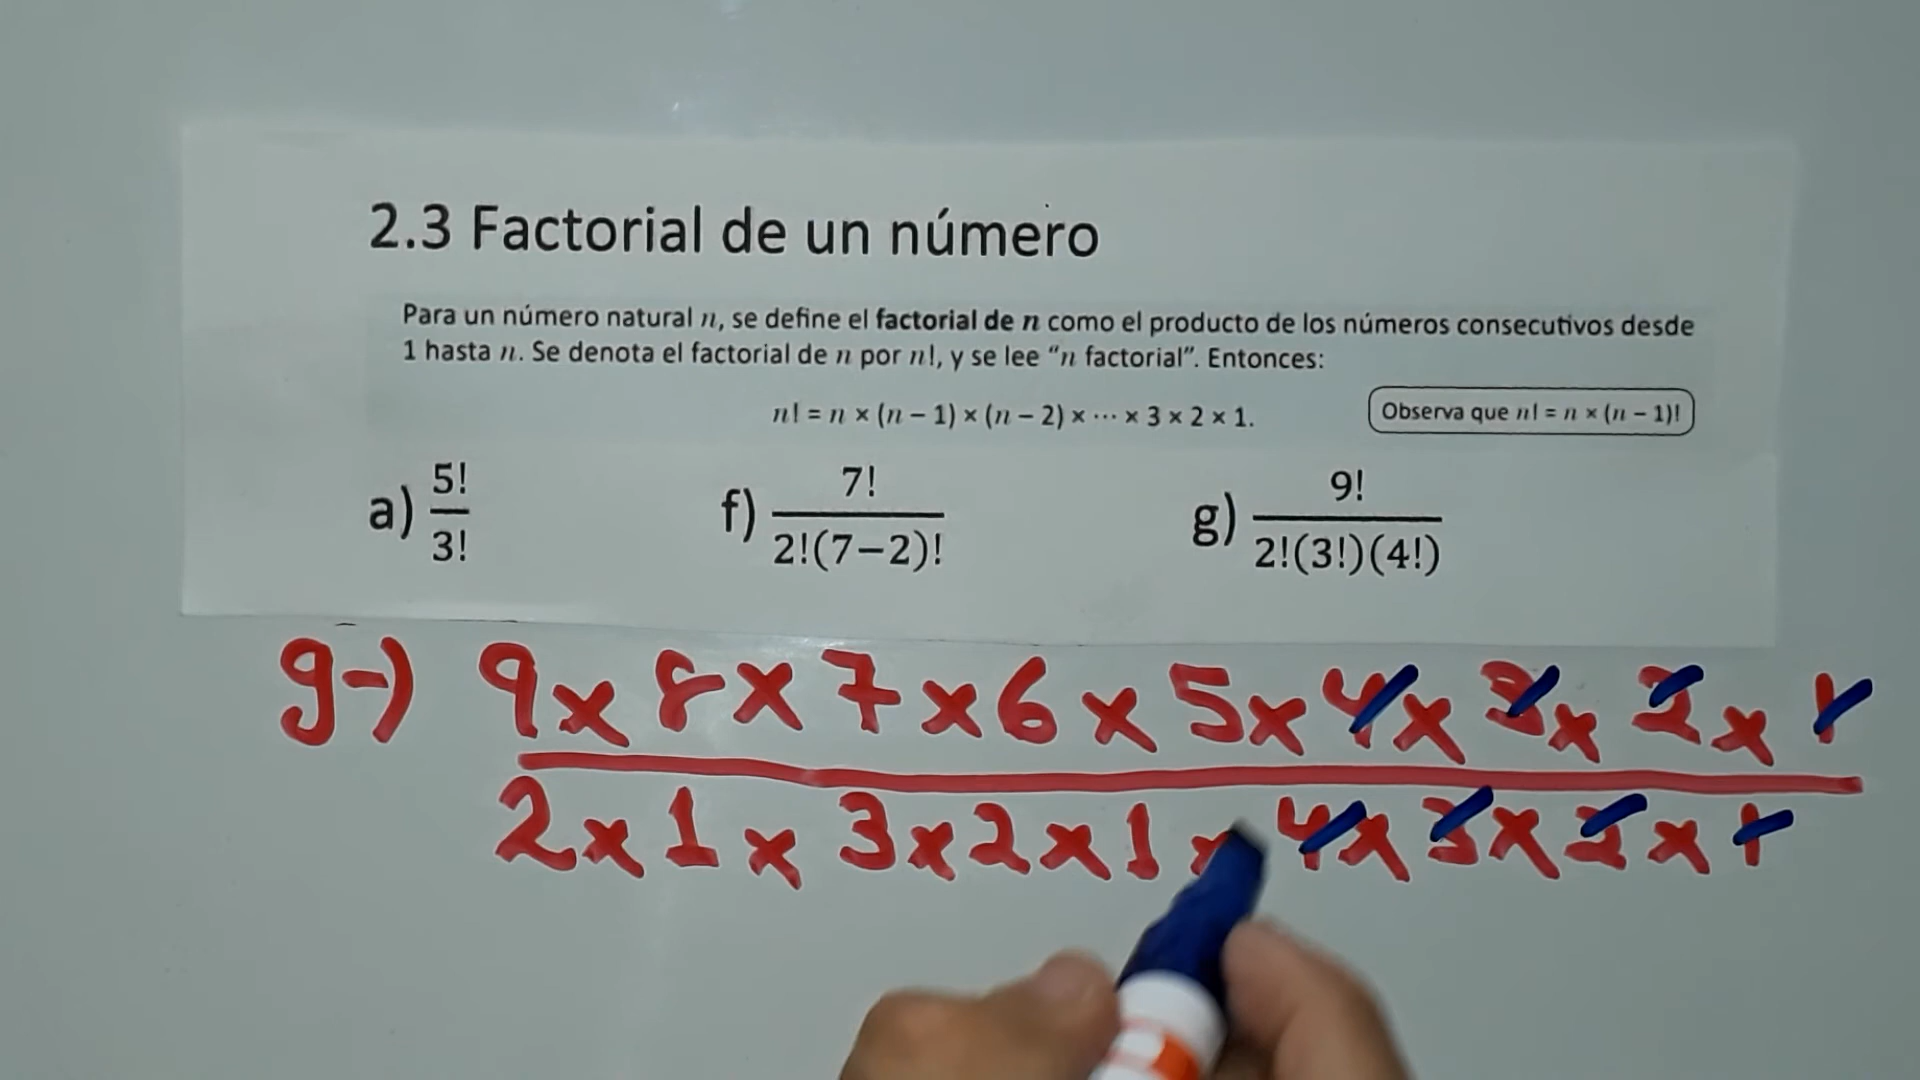 2.3 Factorial de un número
Para un número natural n, se define el factorial de n como el producto de los números consecutivos desde
1 hasta n. Se denota el factorial de n por n!, y se lee “n factorial”. Entonces:
n! = n × (n − 1) × (n − 2) × ··· × 3 × 2 × 1.
Observa que n! = n × (n − 1)!
a) 5!/3!
f) 7!/2!(7−2)!
g) 9!/2!(3!)(4!)
g-) 9 x 8 x 7 x 6 x 5 x 4 x 3 x 2 x 1
2 x 1 x 3 x 2 x 1 x 4 x 3 x 2 x 1